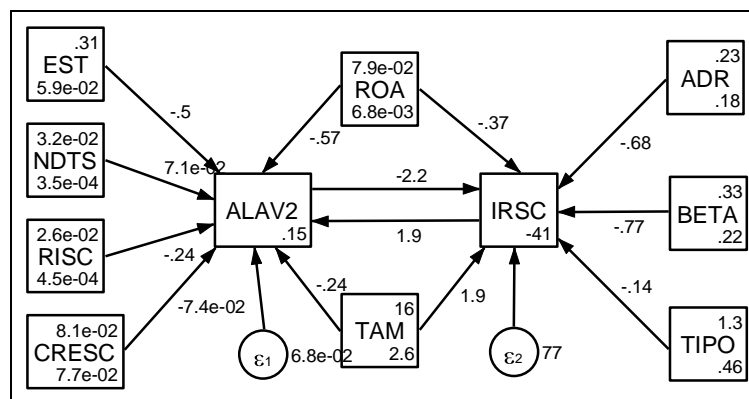 .31
EST
5.9e-02
7.9e-02
ROA
6.8e-03
.23
ADR
.18
-.5
-.57
-.37
-.68
3.2e-02
NDTS
3.5e-04
7.1e-02
ALAV2
.15
-2.2
1.9
IRSC
-41
.33
BETA
.22
-.77
2.6e-02
RISC
4.5e-04
-.24
-.24
1.9
-.14
8.1e-02
CRESC
7.7e-02
-7.4e-02
ε1
6.8e-02
16
TAM
2.6
ε2
77
1.3
TIPO
.46